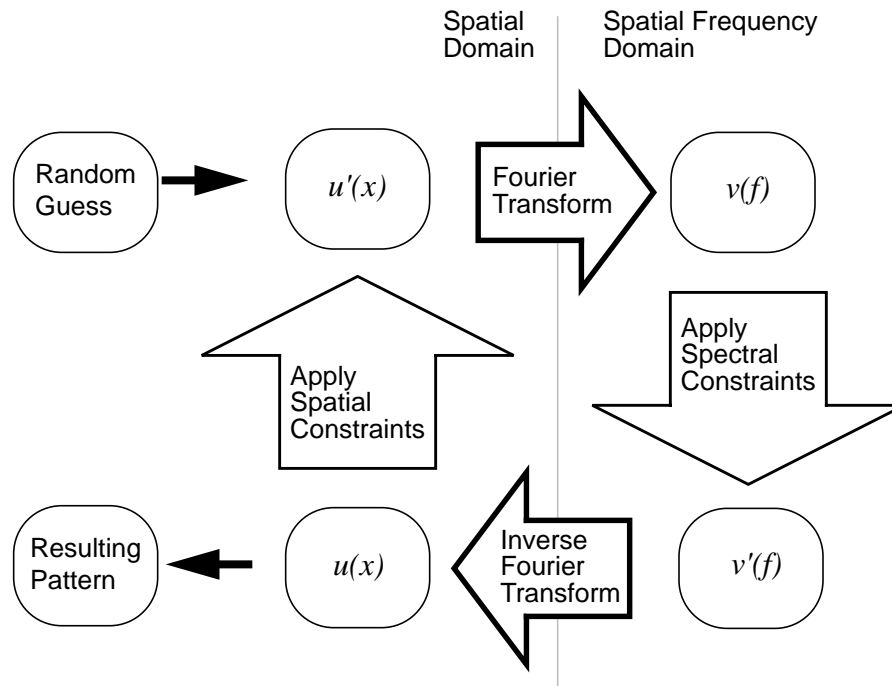 Spatial
Domain
Spatial Frequency
Domain
Random
Guess
u'(x)
Fourier
Transform
v(f)
Apply
Spatial
Constraints
Apply
Spectral
Constraints
Resulting
Pattern
u(x)
Inverse
Fourier
Transform
v'(f)